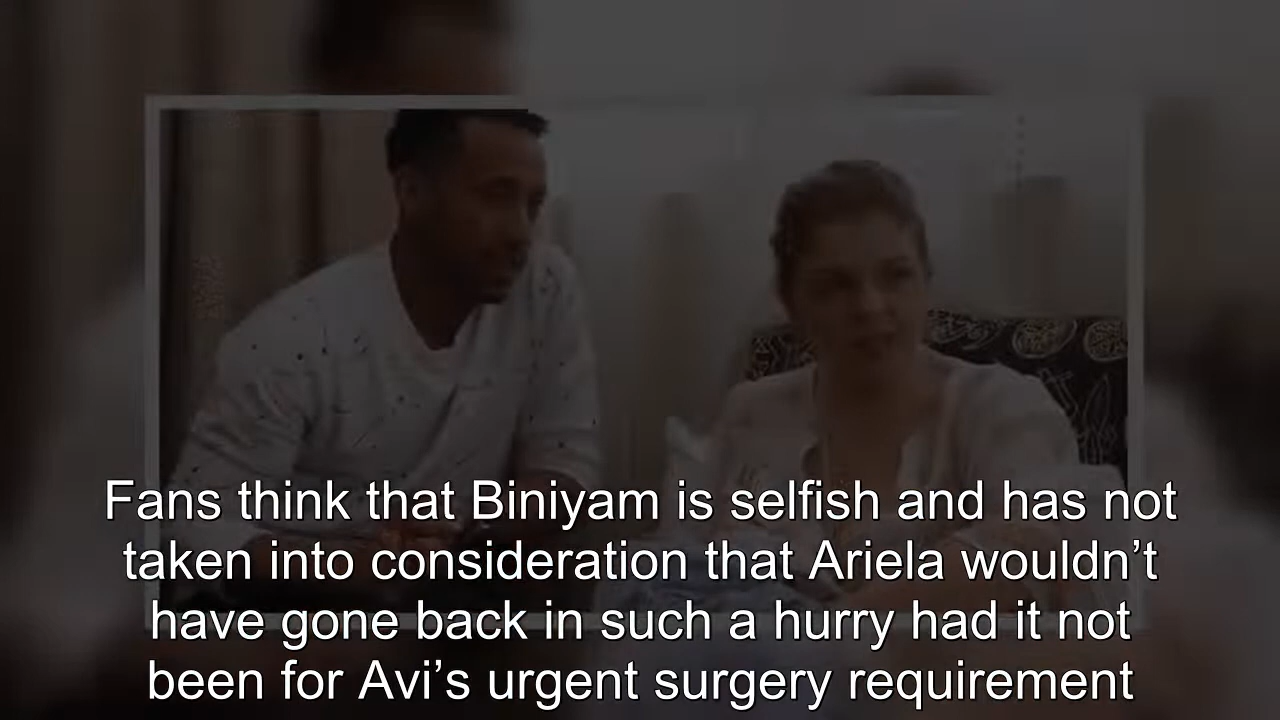 Fans think that Biniyam is selfish and has not
taken into consideration that Ariela wouldn’t
have gone back in such a hurry had it not
been for Avi’s urgent surgery requirement